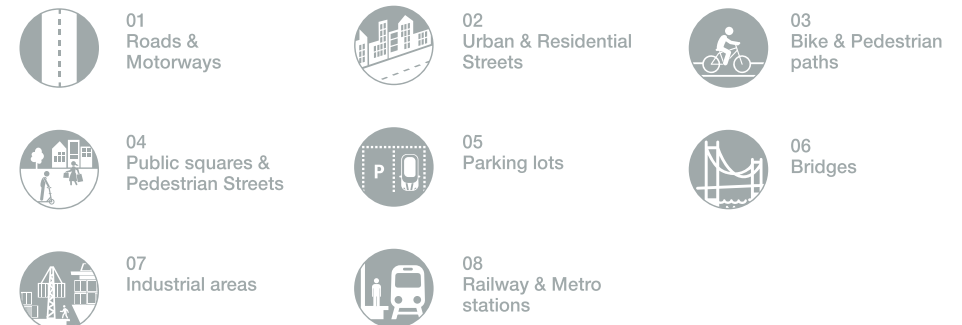 01
Roads &
Motorways
02
Urban & Residential
Streets
03
Bike & Pedestrian
paths
04
Public squares &
Pedestrian Streets
P
05
Parking lots
06
Bridges
07
Industrial areas
08
Railway & Metro
stations